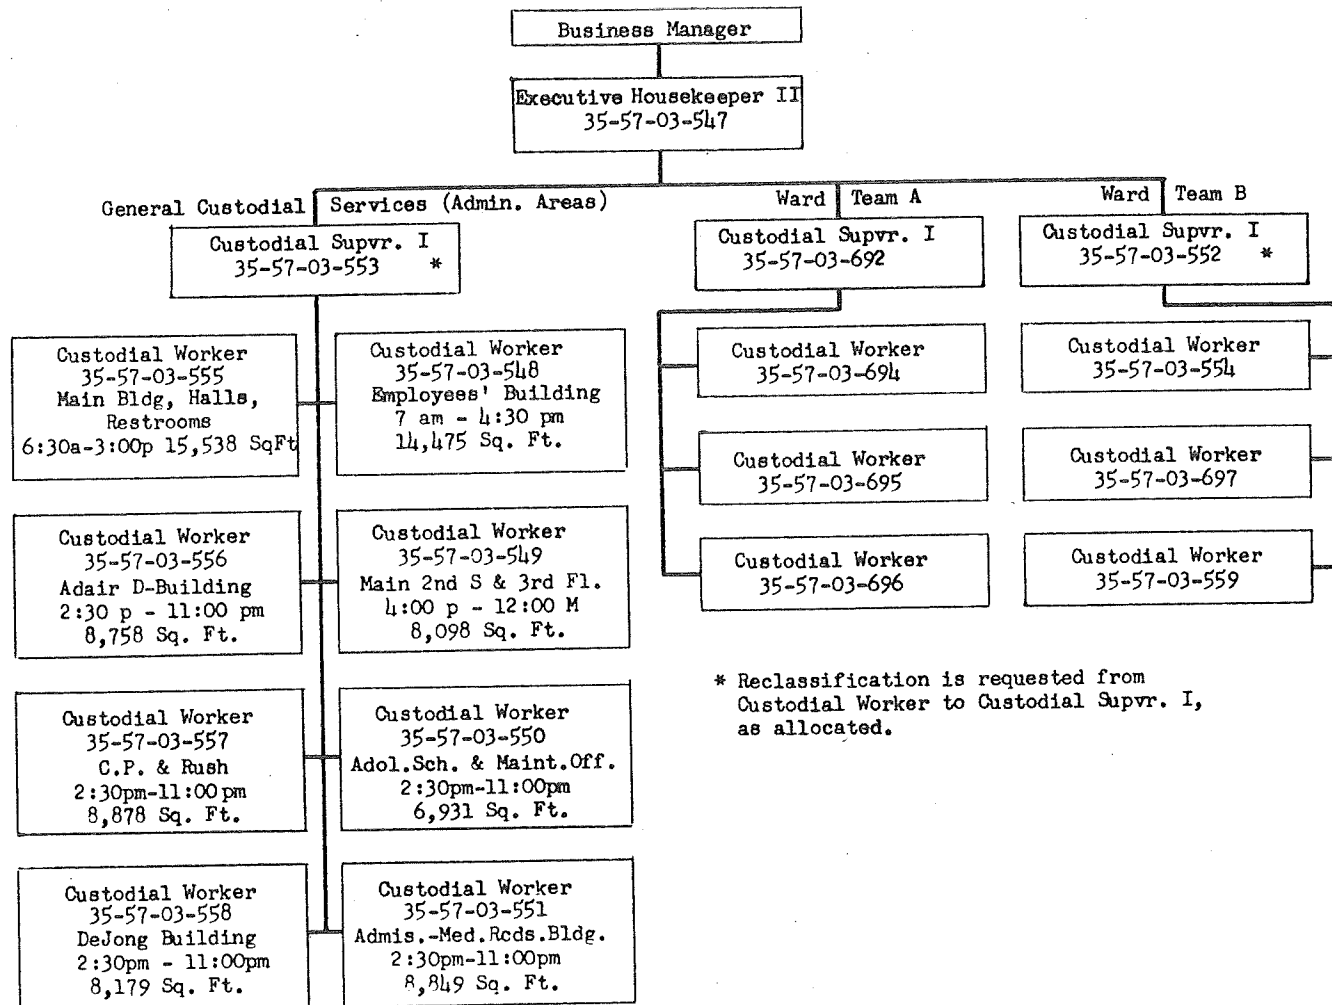 Business Manager
Executive Housekeeper II
35-57-03-547
General Custodial Services (Admin. Areas)
Custodial Supvr. I
35-57-03-553 *
Ward Team A
Custodial Supvr. I
35-57-03-692
Ward Team B
Custodial Supvr. I
35-57-03-552 *
Custodial Worker
35-57-03-555
Main Bldg, Halls,
Restrooms
6:30a-3:00p 15,538 SqFt
Custodial Worker
35-57-03-548
Employees' Building
7 am - 4:30 pm
14,475 Sq. Ft.
Custodial Worker
35-57-03-556
Adair D-Building
2:30 p - 11:00 pm
8,758 Sq. Ft.
Custodial Worker
35-57-03-549
Main 2nd S & 3rd Fl.
4:00 p - 12:00 M
8,098 Sq. Ft.
Custodial Worker
35-57-03-557
C.P. & Rush
2:30pm-11:00 pm
8,878 Sq. Ft.
Custodial Worker
35-57-03-550
Adol.Sch. & Maint.Off.
2:30pm-11:00pm
6,931 Sq. Ft.
Custodial Worker
35-57-03-558
DeJong Building
2:30pm - 11:00pm
8,179 Sq. Ft.
Custodial Worker
35-57-03-551
Admis.-Med.Rcds.Bldg.
2:30pm-11:00pm
8,849 Sq. Ft.
Custodial Worker
35-57-03-694
Custodial Worker
35-57-03-695
Custodial Worker
35-57-03-696
Custodial Worker
35-57-03-554
Custodial Worker
35-57-03-697
Custodial Worker
35-57-03-559
* Reclassification is requested from
Custodial Worker to Custodial Supvr. I,
as allocated.